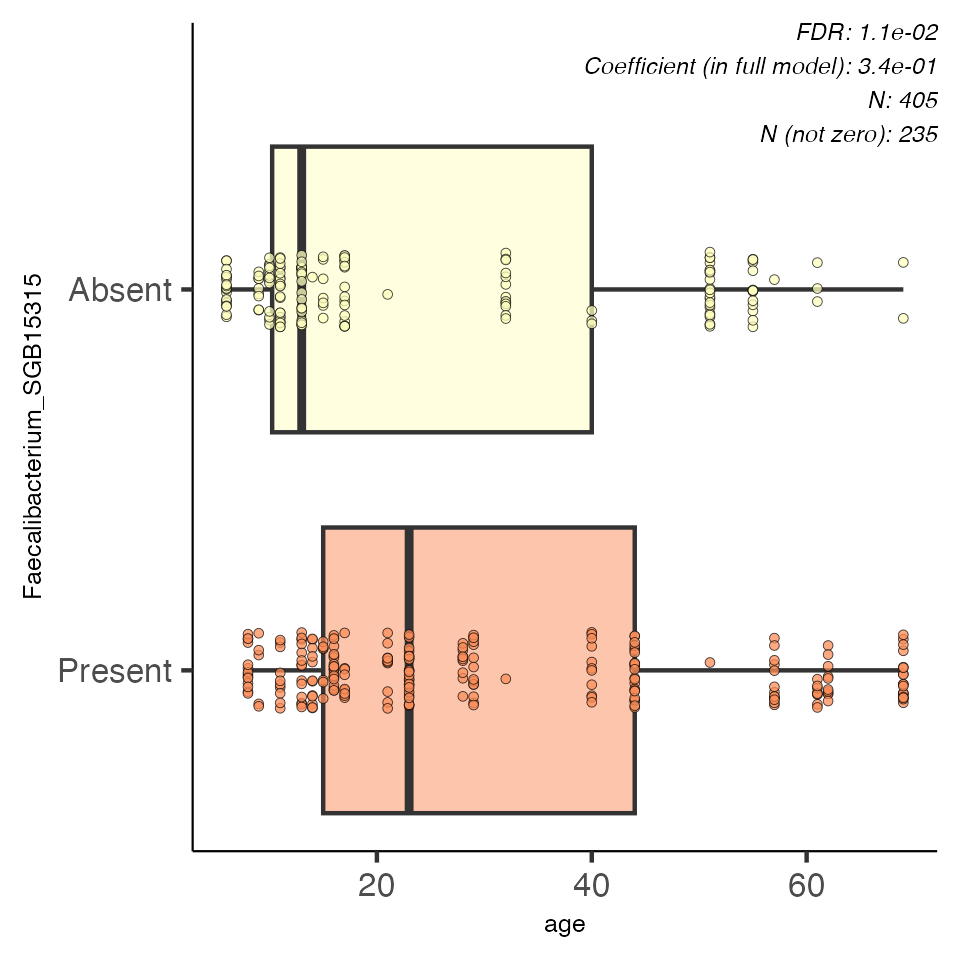 FDR: 1.1e-02
Coefficient (in full model): 3.4e-01
N: 405
N (not zero): 235
Faecalibacterium_SGB15315
Absent
Present
20 40 60
age